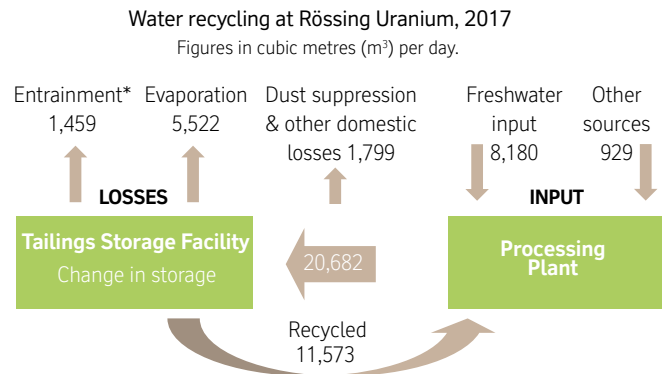 Water recycling at Rössing Uranium, 2017
Figures in cubic metres (m³) per day.
Entrainment*
1,459
Evaporation
5,522
Dust suppression
& other domestic
losses 1,799
Freshwater
input
8,180
Other
sources
929
LOSSES
INPUT
Tailings Storage Facility
Change in storage
20,682
Processing
Plant
Recycled
11,573